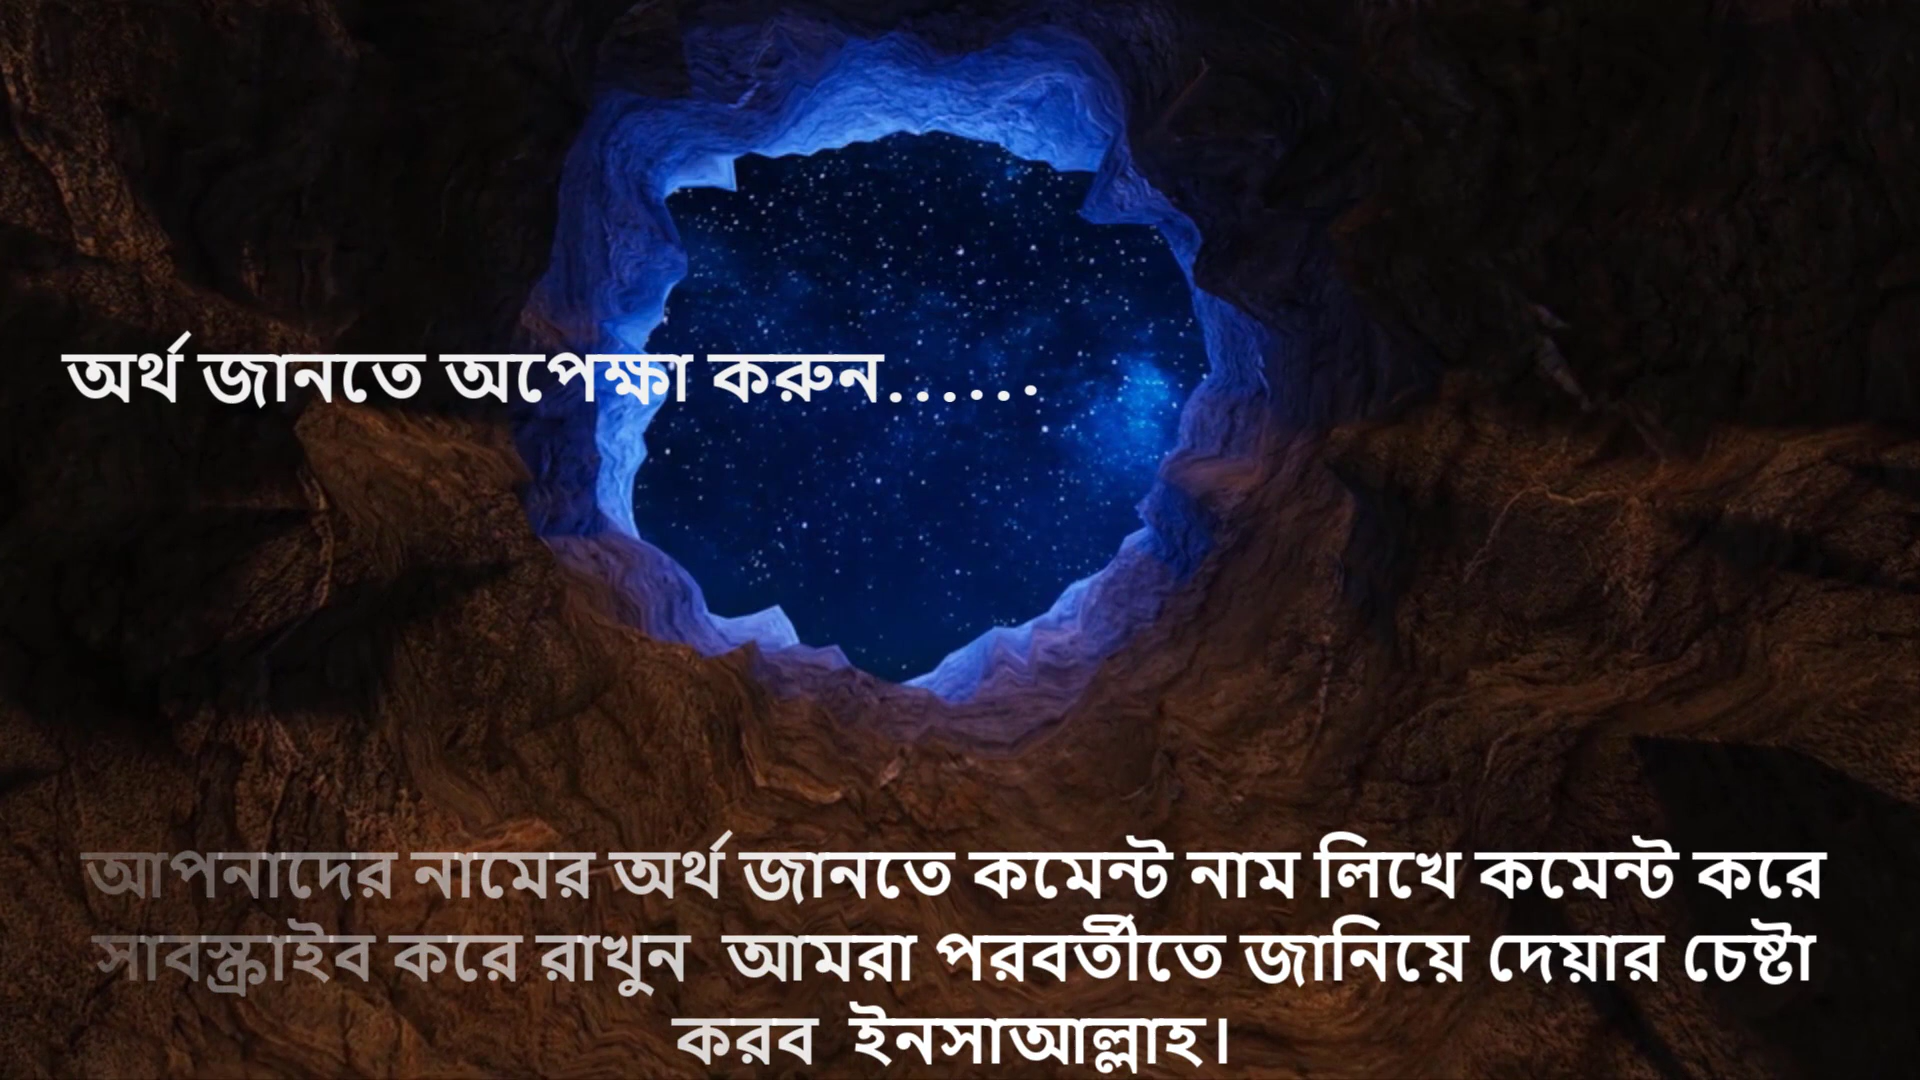 অর্থ জানতে অপেক্ষা করুন......
আপনাদের নামের অর্থ জানতে কমেন্ট নাম লিখে কমেন্ট করে
সাবস্ক্রাইব করে রাখুন আমরা পরবর্তীতে জানিয়ে দেয়ার চেষ্টা
করব ইনসাআল্লাহ।